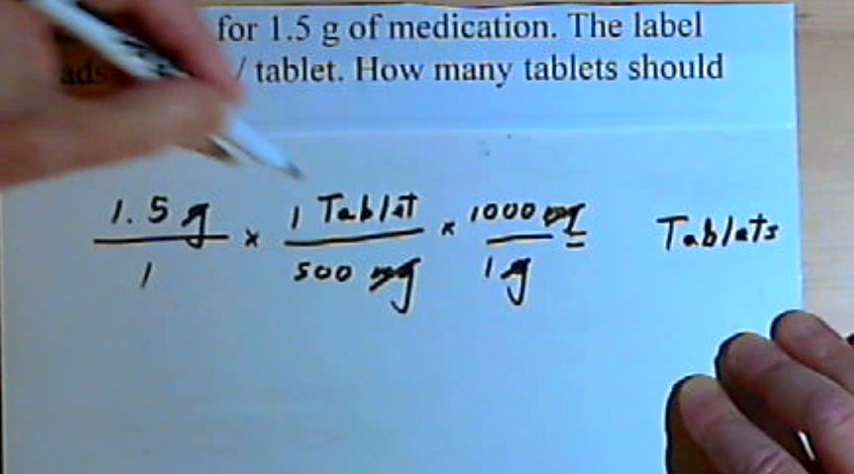 for 1.5 g of medication. The label
/ tablet. How many tablets should
1.5 g / 1 × 1 Tablet / 500 mg × 1000 mg / 1 g = Tablets